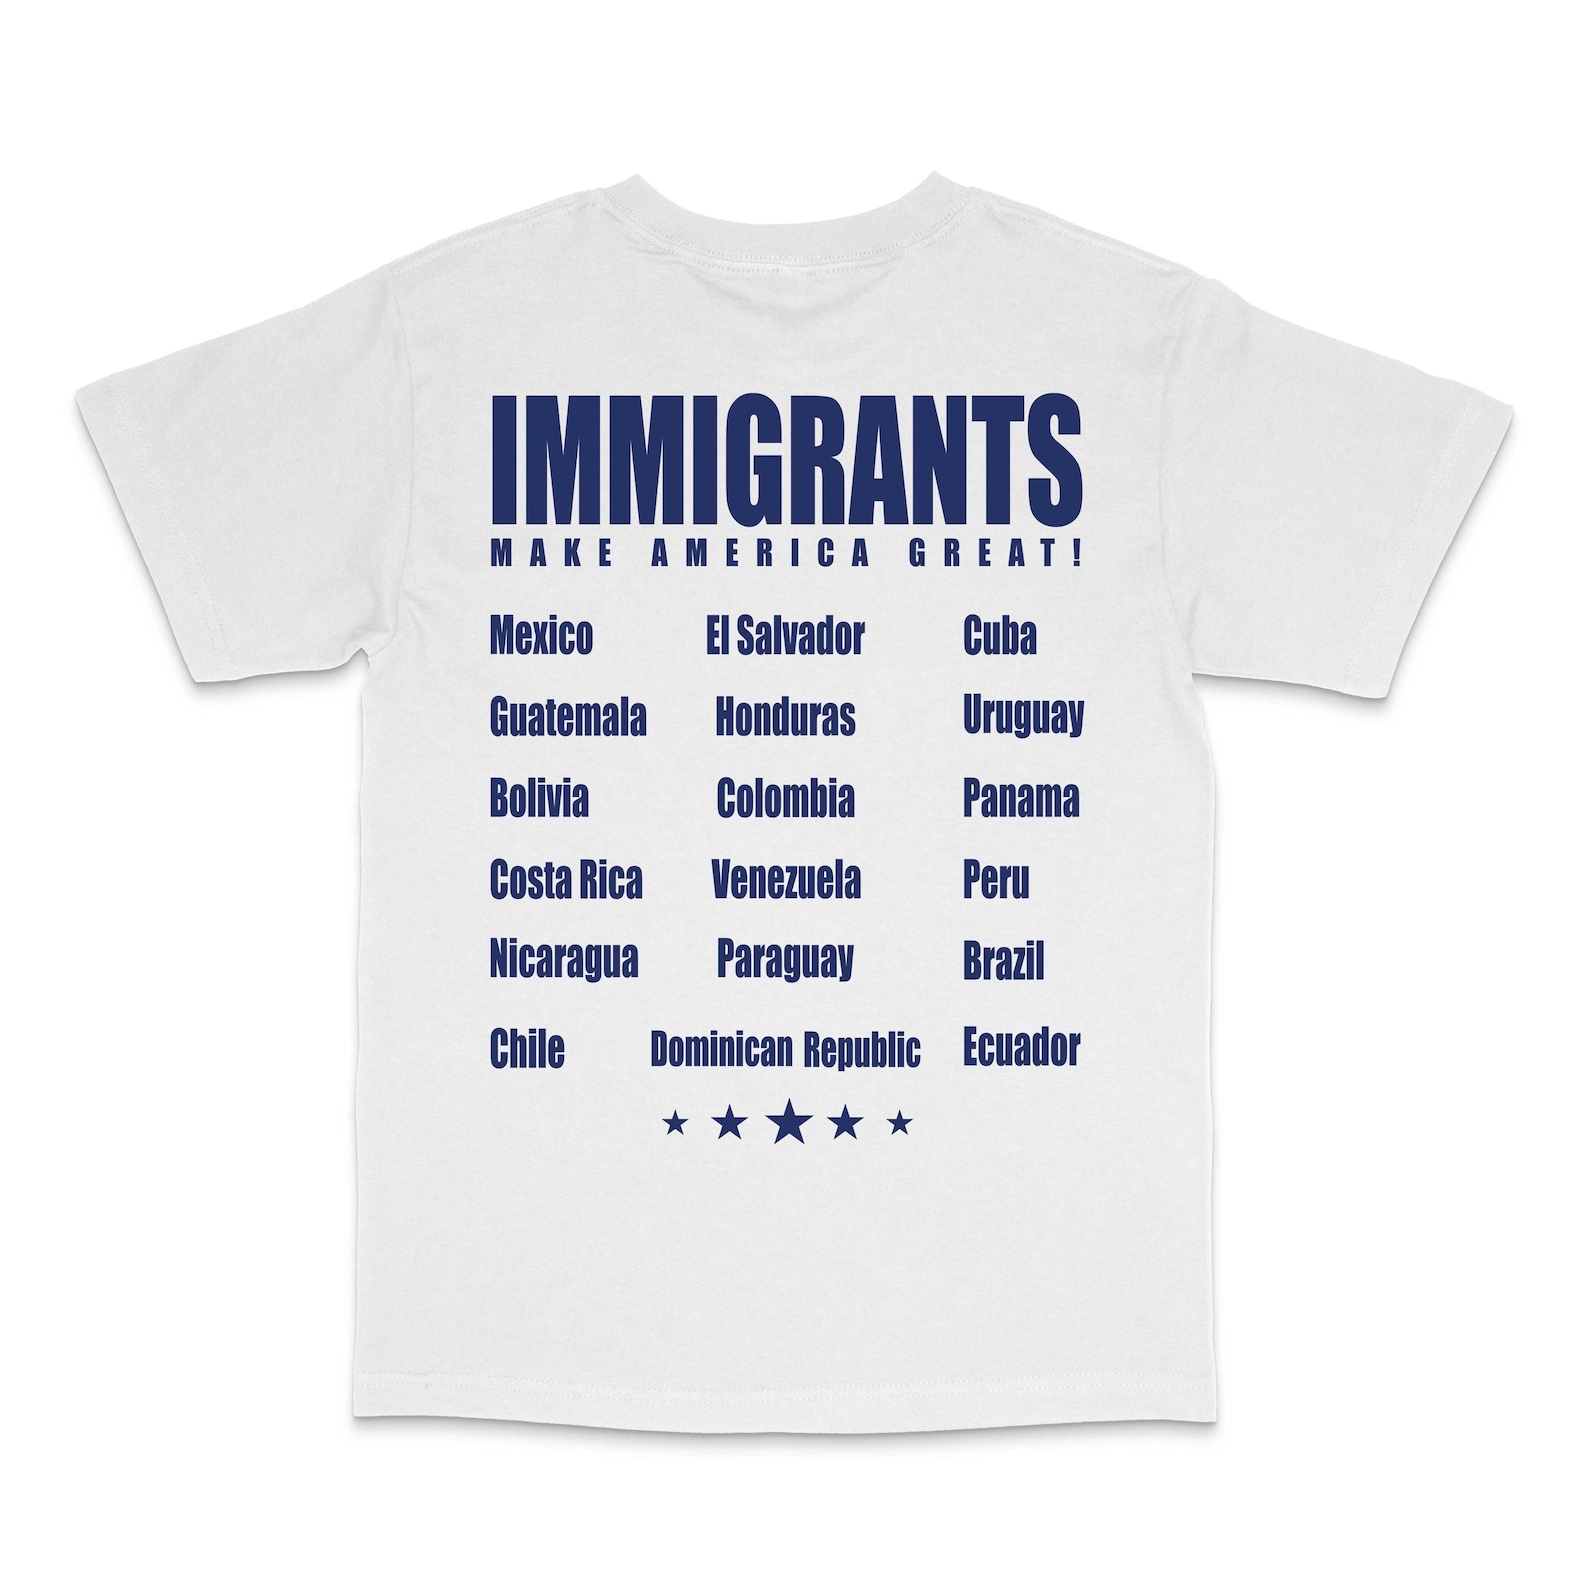 IMMIGRANTS
MAKE AMERICA GREAT!
Mexico El Salvador Cuba
Guatemala Honduras Uruguay
Bolivia Colombia Panama
Costa Rica Venezuela Peru
Nicaragua Paraguay Brazil
Chile Dominican Republic Ecuador